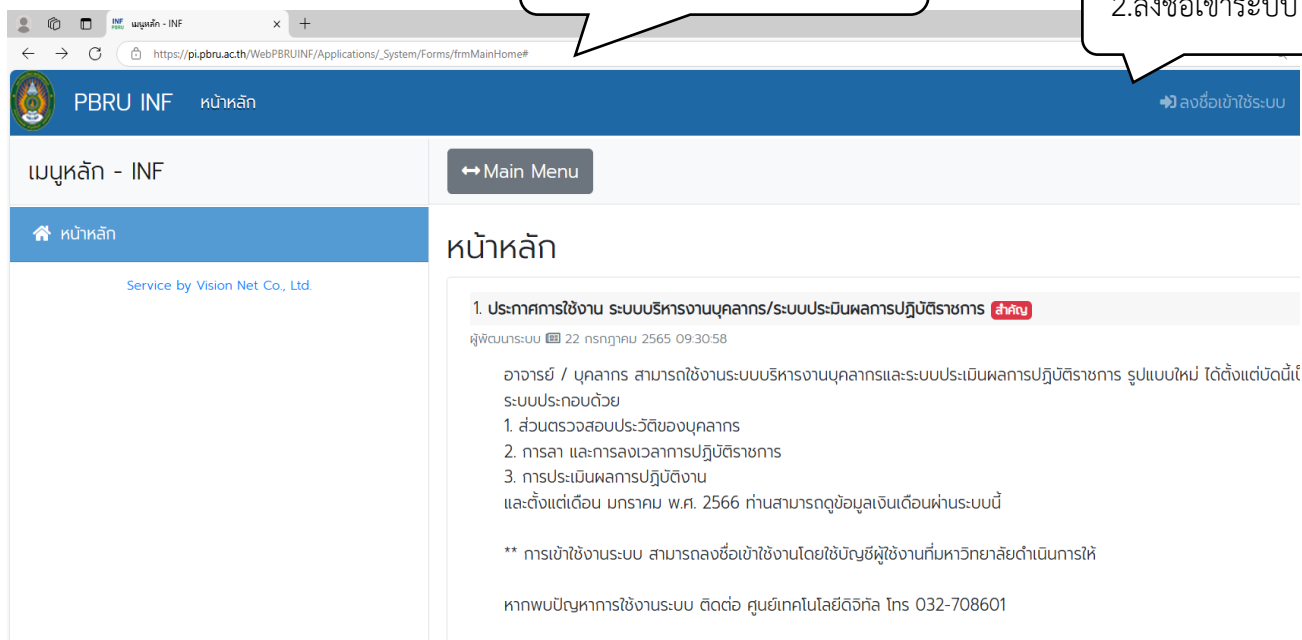 2.ลงชื่อเข้าระบบ
INF PBRU เมนูหลัก - INF
https://pi.pbru.ac.th/WebPBRUINF/Applications/_System/Forms/frmMainHome#
PBRU INF หน้าหลัก ลงชื่อเข้าใช้ระบบ
เมนูหลัก - INF
Main Menu
หน้าหลัก
หน้าหลัก
Service by Vision Net Co., Ltd.
1. ประกาศการใช้งาน ระบบบริหารงานบุคลากร/ระบบประเมินผลการปฏิบัติราชการ สำคัญ
ผู้พัฒนาระบบ 22 กรกฎาคม 2565 09:30:58
อาจารย์ / บุคลากร สามารถใช้งานระบบบริหารงานบุคลากรและระบบประเมินผลการปฏิบัติราชการ รูปแบบใหม่ ได้ตั้งแต่บัดนี้เ
ระบบประกอบด้วย
1. ส่วนตรวจสอบประวัติของบุคลากร
2. การลา และการลงเวลาการปฏิบัติราชการ
3. การประเมินผลการปฏิบัติงาน
และตั้งแต่เดือน มกราคม พ.ศ. 2566 ท่านสามารถดูข้อมูลเงินเดือนผ่านระบบนี้
** การเข้าใช้งานระบบ สามารถลงชื่อเข้าใช้งานโดยใช้บัญชีผู้ใช้งานที่มหาวิทยาลัยดำเนินการให้
หากพบปัญหาการใช้งานระบบ ติดต่อ ศูนย์เทคโนโลยีดิจิทัล โทร 032-708601